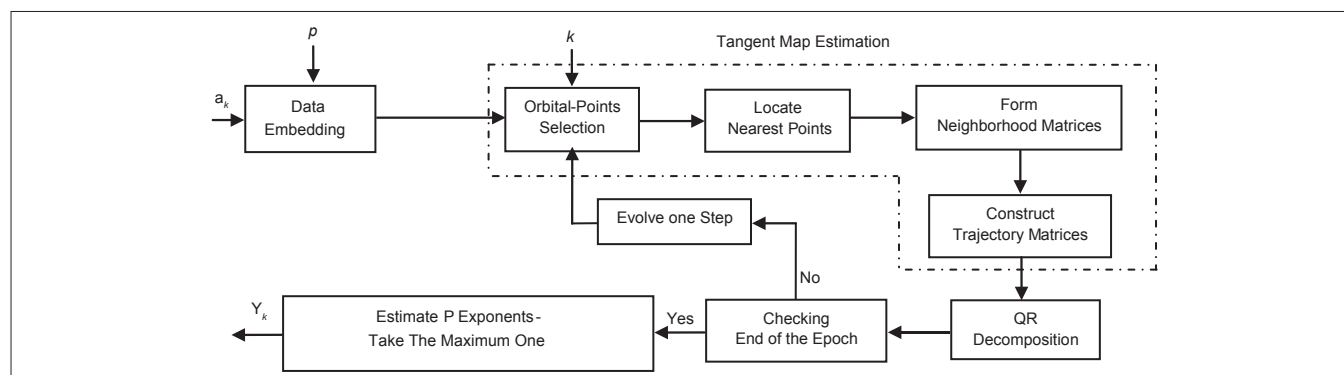 p
k
Tangent Map Estimation
a_k
Data
Embedding
Orbital-Points
Selection
Locate
Nearest Points
Form
Neighborhood Matrices
Evolve one Step
Construct
Trajectory Matrices
No
Y_k
Estimate P Exponents-
Take The Maximum One
Yes
Checking
End of the Epoch
QR
Decomposition